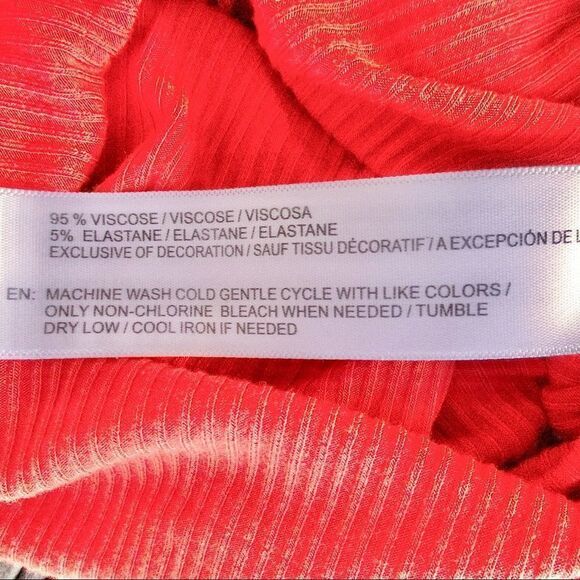 95 % VISCOSE / VISCOSE / VISCOSA
5% ELASTANE / ELASTANE / ELASTANE
EXCLUSIVE OF DECORATION / SAUF TISSU DÉCORATIF / A EXCEPCIÓN DE
EN: MACHINE WASH COLD GENTLE CYCLE WITH LIKE COLORS /
ONLY NON-CHLORINE BLEACH WHEN NEEDED / TUMBLE
DRY LOW / COOL IRON IF NEEDED